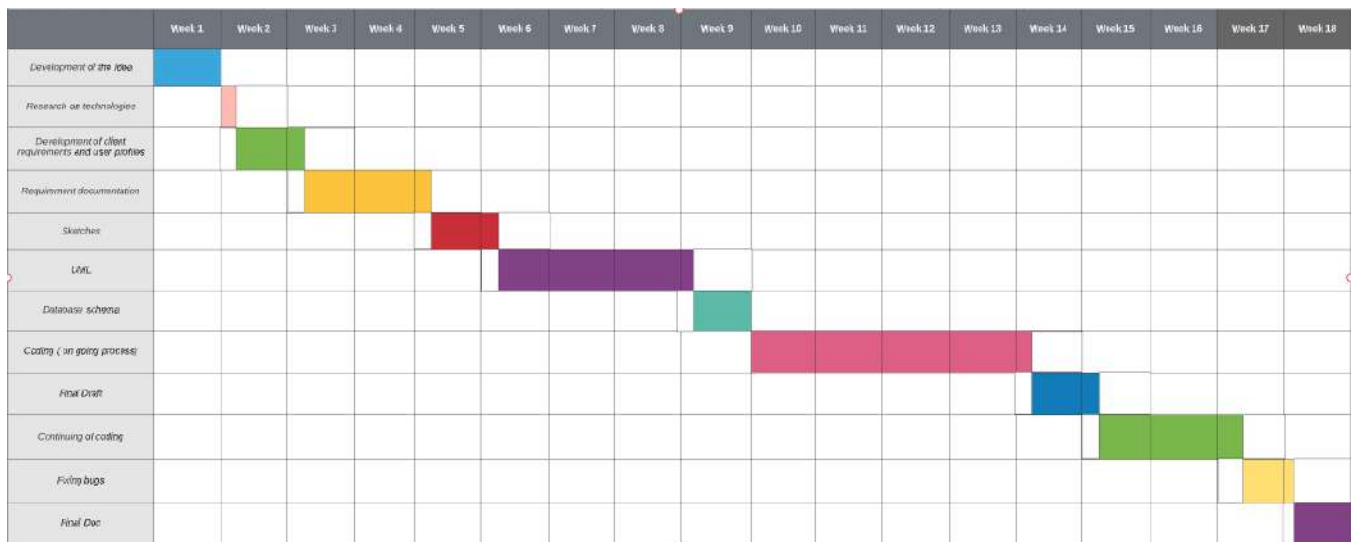 Week 1 Week 2 Week 3 Week 4 Week 5 Week 6 Week 7 Week 8 Week 9 Week 10 Week 11 Week 12 Week 13 Week 14 Week 15 Week 16 Week 17 Week 18
Development of the Idea
Research on technologies
Development of client
requirements and user profiles
Requirement documentation
Sketches
UML
Database schema
Coding ( on going process)
Final Draft
Continuing of coding
Fixing bugs
Final Doc